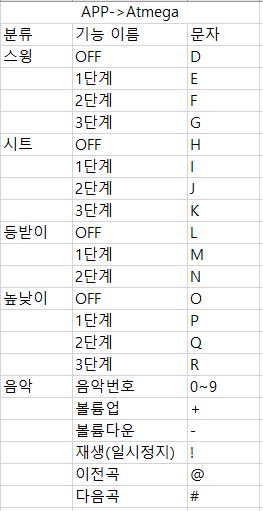 APP->Atmega
분류 기능 이름 문자
스윙 OFF D
1단계 E
2단계 F
3단계 G
시트 OFF H
1단계 I
2단계 J
3단계 K
등받이 OFF L
1단계 M
2단계 N
높낮이 OFF O
1단계 P
2단계 Q
3단계 R
음악 음악번호 0~9
볼륨업 +
볼륨다운 -
재생(일시정지) !
이전곡 @
다음곡 #